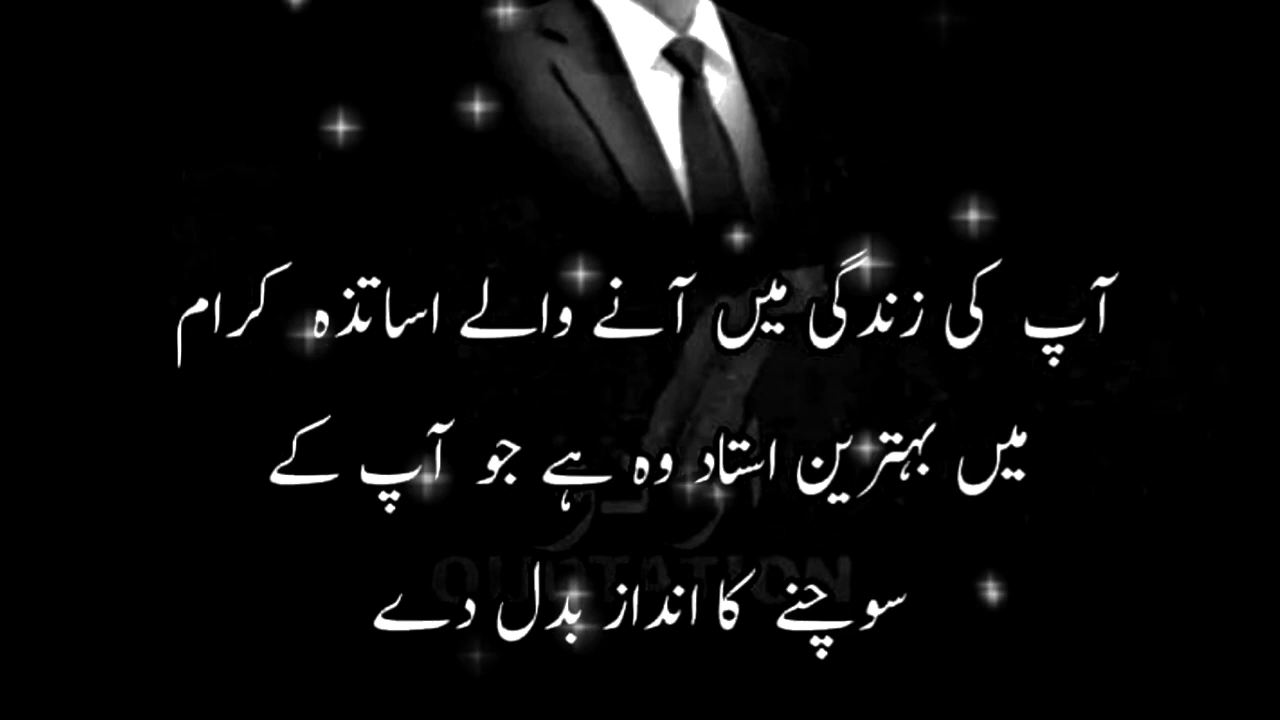 آپ کی زندگی میں آنے والے اساتذہ کرام
میں بہترین استاد وہ ہے جو آپ کے
سوچنے کا انداز بدل دے
QUOTATION